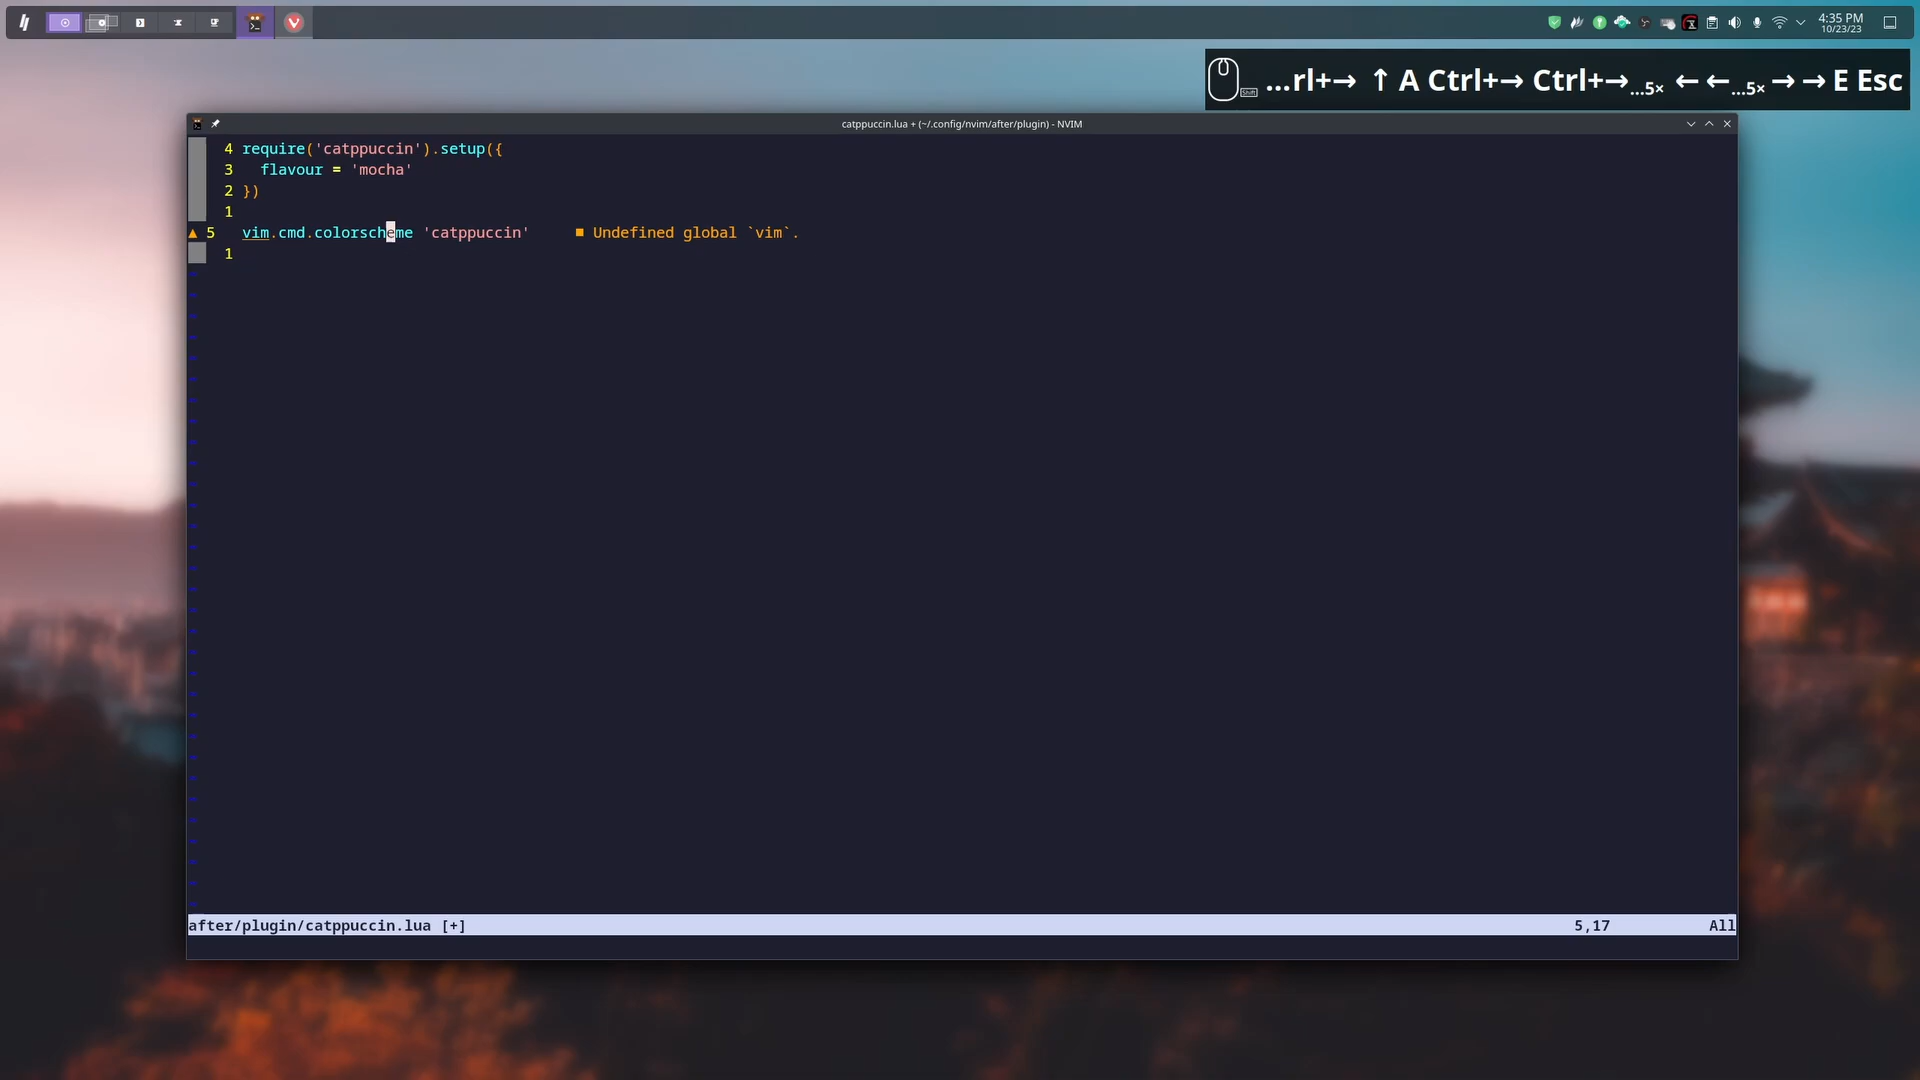 4:35 PM
10/23/23
...rl+→ ↑ A Ctrl+→ Ctrl+→...5× ← ←...5× → → E Esc
Shift
catppuccin.lua + (~/.config/nvim/after/plugin) - NVIM
4 require('catppuccin').setup({
3   flavour = 'mocha'
2 })
1
▲ 5 vim.cmd.colorscheme 'catppuccin' ■ Undefined global `vim`.
1
after/plugin/catppuccin.lua [+] 5,17 All